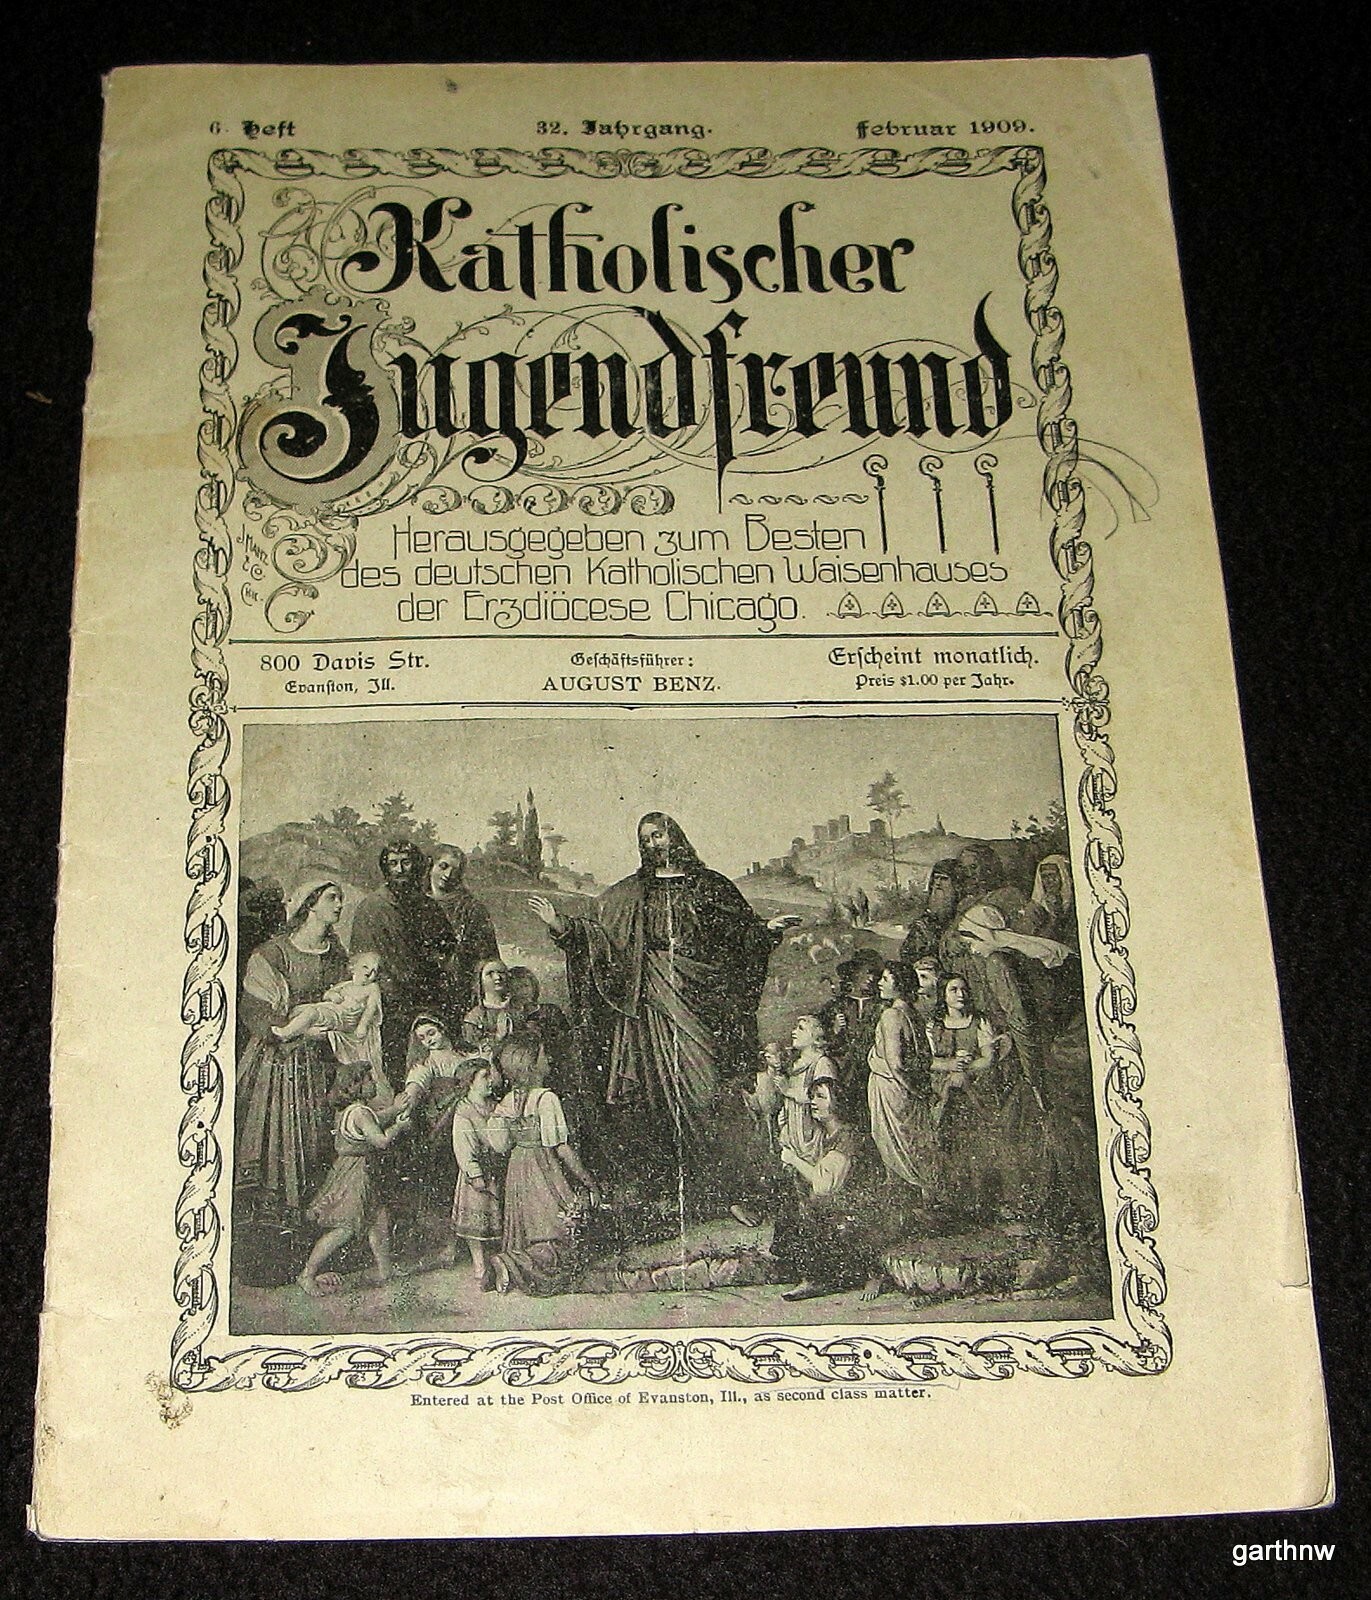 6. Heft 32. Jahrgang. Februar 1909.
Katholischer
Jugendfreund
Herausgegeben zum Besten
des deutschen Katholischen Waisenhauses
der Erzdiöcese Chicago.
800 Davis Str. Geschäftsführer: Erscheint monatlich.
Evanston, Ill. AUGUST BENZ. Preis $1.00 per Jahr.
Entered at the Post Office of Evanston, Ill., as second class matter.
garthnw